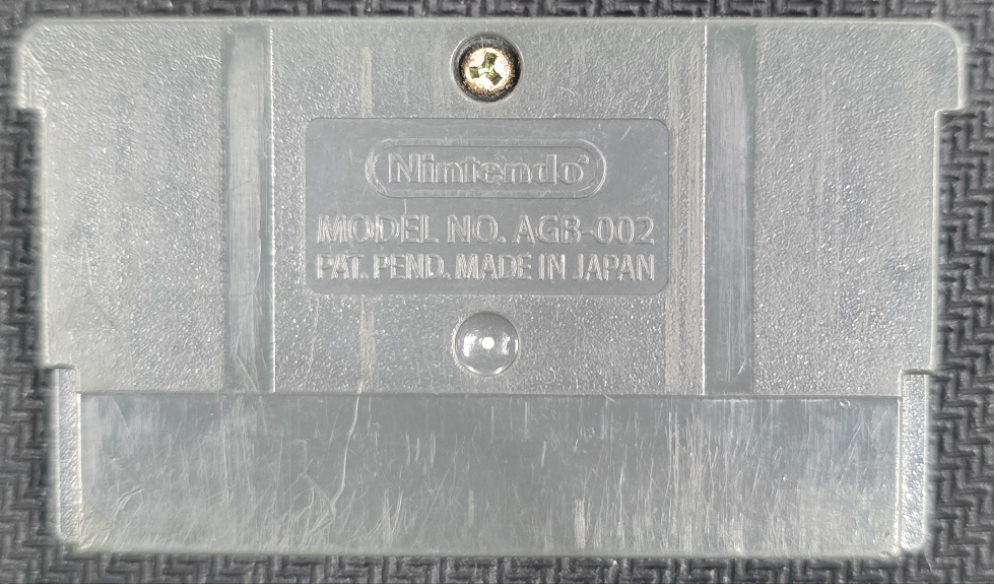 Nintendo
MODEL NO. AGB-002
PAT. PEND. MADE IN JAPAN